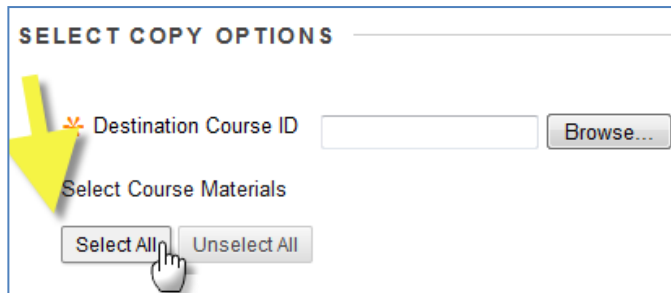 SELECT COPY OPTIONS
Destination Course ID Browse...
Select Course Materials
Select All Unselect All